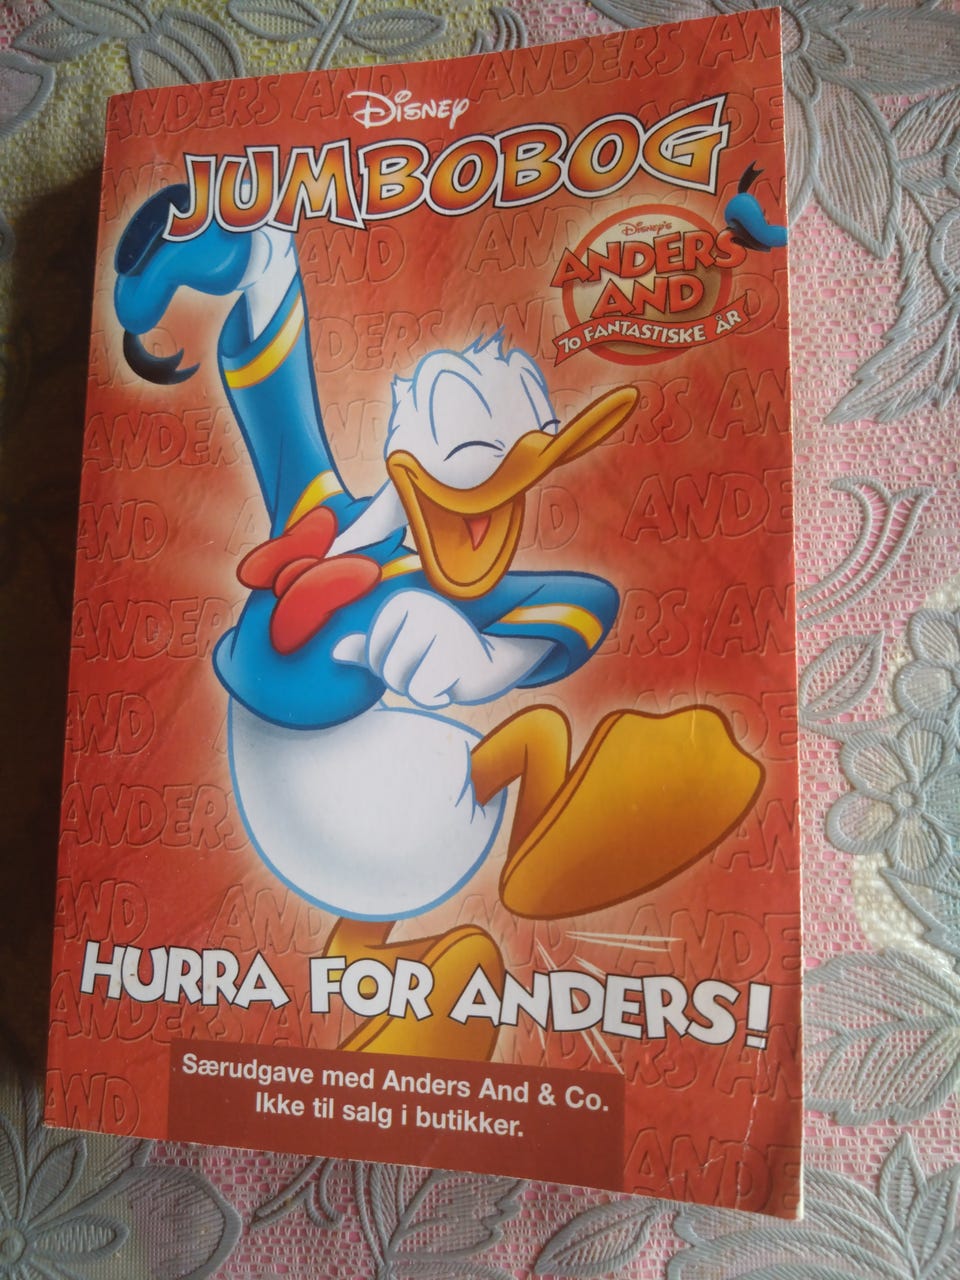 Disney
JUMBOBOG
Disney's
ANDERS
AND
70 FANTASTISKE ÅR
HURRA FOR ANDERS!
Særudgave med Anders And & Co.
Ikke til salg i butikker.